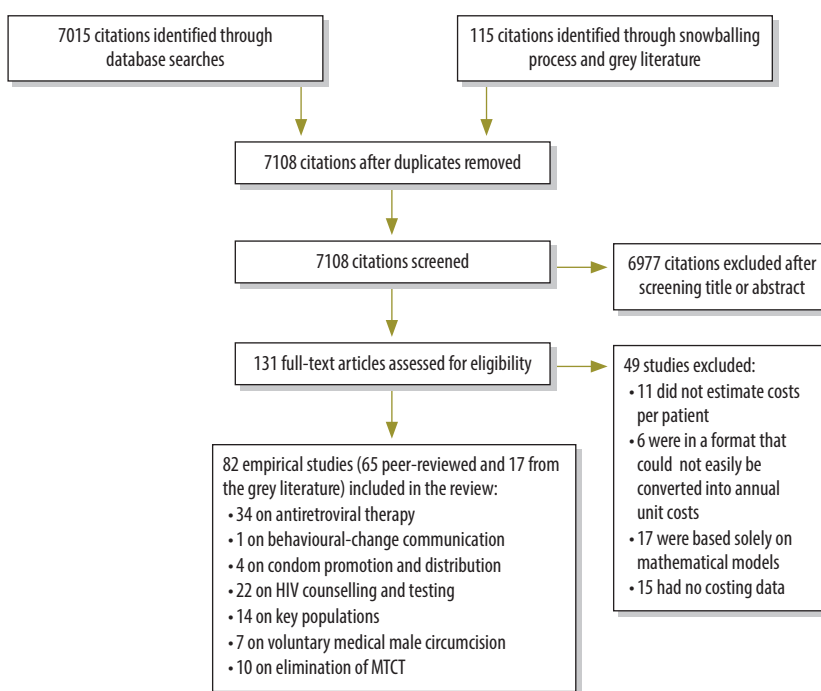 7015 citations identified through
database searches
115 citations identified through snowballing
process and grey literature
7108 citations after duplicates removed
7108 citations screened
6977 citations excluded after
screening title or abstract
131 full-text articles assessed for eligibility
49 studies excluded:
• 11 did not estimate costs
per patient
• 6 were in a format that
could not easily be
converted into annual
unit costs
• 17 were based solely on
mathematical models
• 15 had no costing data
82 empirical studies (65 peer-reviewed and 17 from
the grey literature) included in the review:
• 34 on antiretroviral therapy
• 1 on behavioural-change communication
• 4 on condom promotion and distribution
• 22 on HIV counselling and testing
• 14 on key populations
• 7 on voluntary medical male circumcision
• 10 on elimination of MTCT